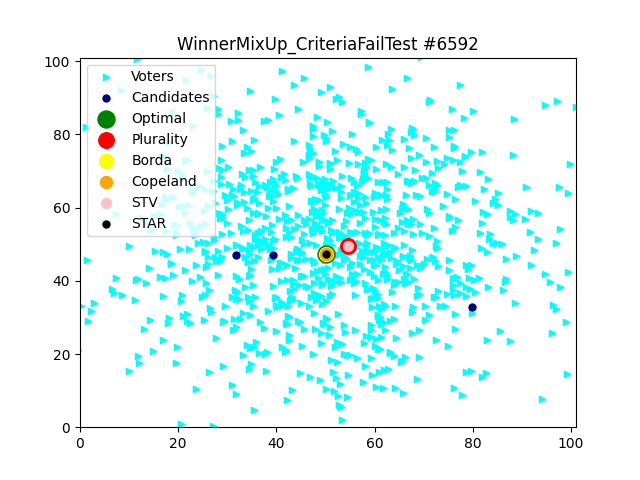 WinnerMixUp_CriteriaFailTest #6592
100
80
60
40
20
0
0
20
40
60
80
100
Voters
Candidates
Optimal
Plurality
Borda
Copeland
STV
STAR